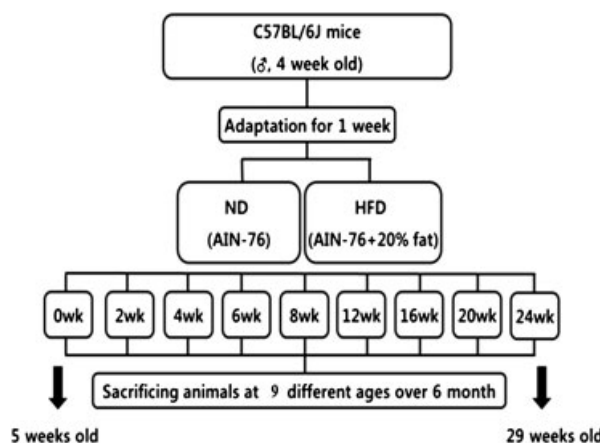 C57BL/6J mice
(♂, 4 week old)
Adaptation for 1 week
ND
(AIN-76)
HFD
(AIN-76+20% fat)
0wk
2wk
4wk
6wk
8wk
12wk
16wk
20wk
24wk
Sacrificing animals at 9 different ages over 6 month
5 weeks old
29 weeks old